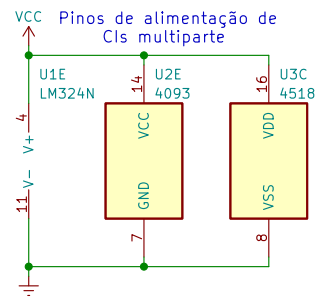 VCC
Pinos de alimentação de
CIs multiparte
U1E
LM324N
U2E
4093
U3C
4518
4
V+
V-
11
14
VCC
GND
7
16
VDD
VSS
8